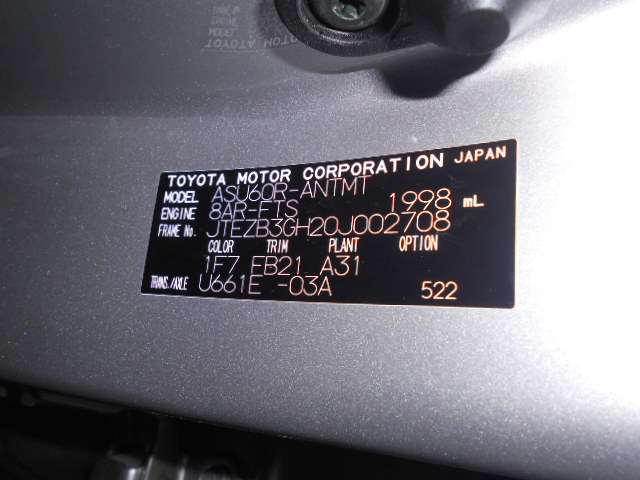 TOYOTA MOTOR CORPORATION JAPAN
MODEL ASU60R-ANTMT
ENGINE 8AR-FTS 1998 mL
FRAME No. JTEZB3GH20J002708
COLOR TRIM PLANT OPTION
1F7 EB21 A31
TRANS./AXLE U661E -03A 522